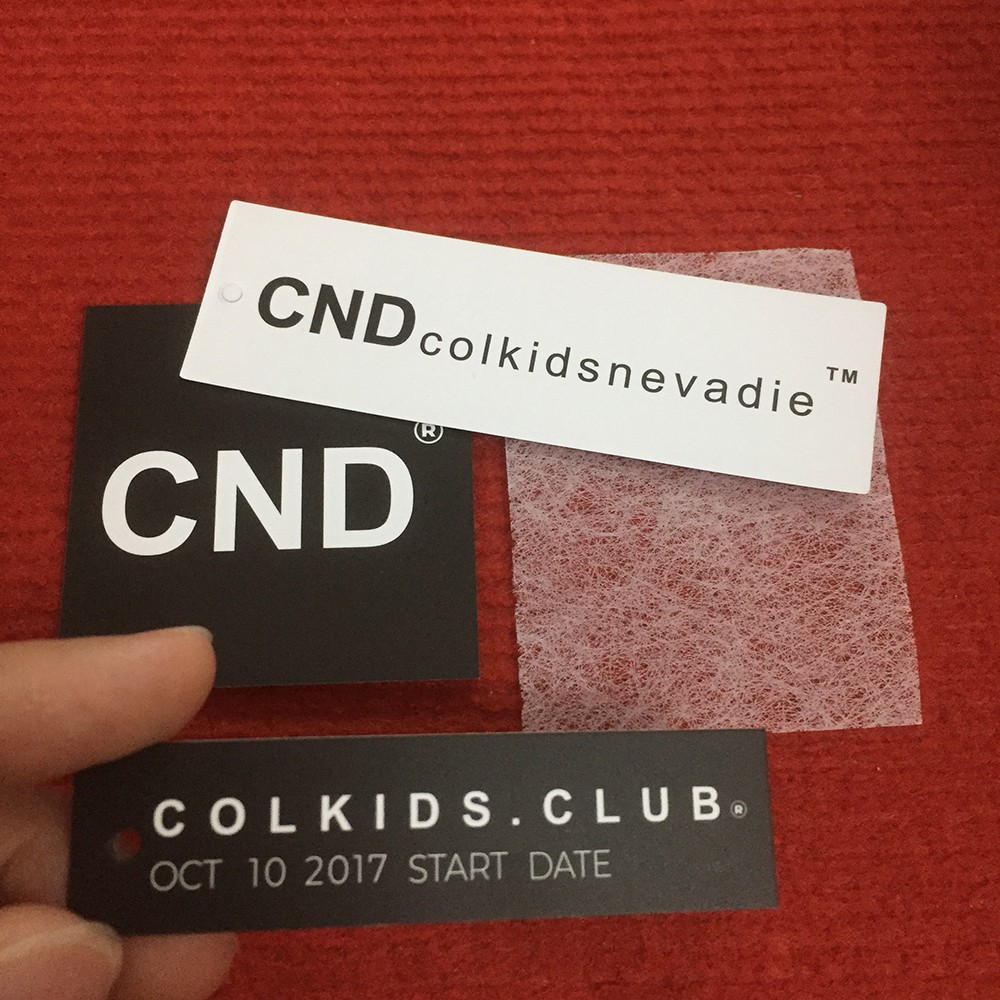 CNDcolkidsnevadie™
CND®
COLKIDS.CLUB®
OCT 10 2017 START DATE